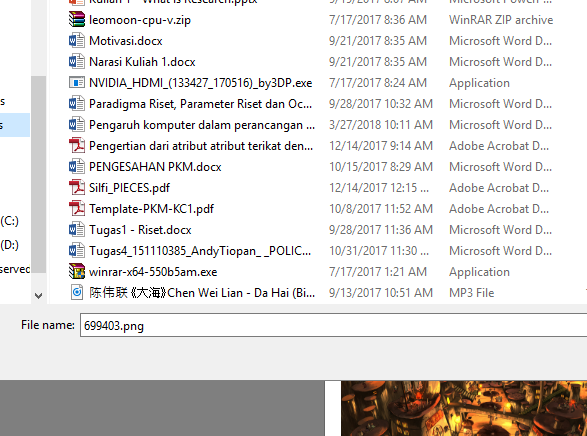 Kuliah 1 - What is Research.pptx 9/13/2017 8:07 AM Microsoft Power...
leomoon-cpu-v.zip 7/17/2017 8:36 AM WinRAR ZIP archive
Motivasi.docx 9/21/2017 8:35 AM Microsoft Word D...
Narasi Kuliah 1.docx 9/21/2017 8:35 AM Microsoft Word D...
NVIDIA_HDMI_(133427_170516)_by3DP.exe 7/17/2017 8:24 AM Application
Paradigma Riset, Parameter Riset dan Oc... 9/28/2017 10:32 AM Microsoft Word D...
Pengaruh komputer dalam perancangan ... 3/27/2018 10:11 AM Microsoft Word D...
Pengertian dari atribut atribut terikat den... 12/14/2017 9:14 AM Adobe Acrobat D...
PENGESAHAN PKM.docx 10/15/2017 8:29 AM Microsoft Word D...
s
Silfi_PIECES.pdf 12/14/2017 12:15 ... Adobe Acrobat D...
Template-PKM-KC1.pdf 10/8/2017 11:52 AM Adobe Acrobat D...
(C:) Tugas1 - Riset.docx 9/28/2017 11:36 AM Microsoft Word D...
(D:) Tugas4_151110385_AndyTiopan_ _POLIC... 10/31/2017 11:30 ... Microsoft Word D...
served winrar-x64-550b5am.exe 7/17/2017 1:21 AM Application
陈伟联《大海》Chen Wei Lian - Da Hai (Bi... 9/13/2017 10:51 AM MP3 File
File name: 699403.png